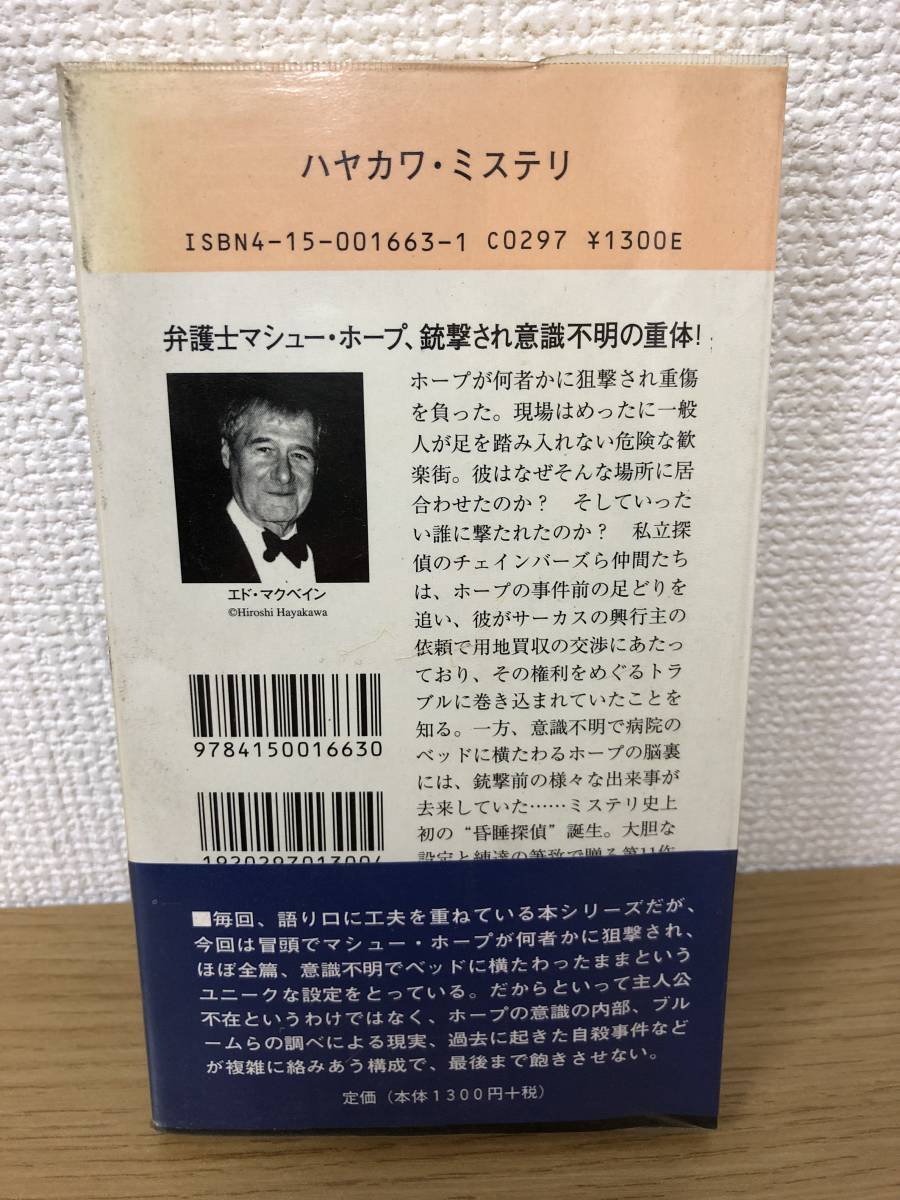 ハヤカワ・ミステリ
ISBN4-15-001663-1 C0297 ¥1300E
弁護士マシュー・ホープ、銃撃され意識不明の重体!
ホープが何者かに狙撃され重傷
を負った。現場はめったに一般
人が足を踏み入れない危険な歓
楽街。彼はなぜそんな場所に居
合わせたのか? そしていった
い誰に撃たれたのか? 私立探
偵のチェインバーズら仲間たち
は、ホープの事件前の足どりを
追い、彼がサーカスの興行主の
依頼で用地買収の交渉にあたっ
ており、その権利をめぐるトラ
ブルに巻き込まれていたことを
知る。一方、意識不明で病院の
ベッドに横たわるホープの脳裏
には、銃撃前の様々な出来事が
去来していた……ミステリ史上
初の“昏睡探偵”誕生。大胆な
設定と練達の筆致で贈る第11作
エド・マクベイン
©Hiroshi Hayakawa
9784150016630
1920297013004
■毎回、語り口に工夫を重ねている本シリーズだが、
今回は冒頭でマシュー・ホープが何者かに狙撃され、
ほぼ全篇、意識不明でベッドに横たわったままという
ユニークな設定をとっている。だからといって主人公
不在というわけではなく、ホープの意識の内部、ブル
ームらの調べによる現実、過去に起きた自殺事件など
が複雑に絡みあう構成で、最後まで飽きさせない。
定価(本体1300円+税)